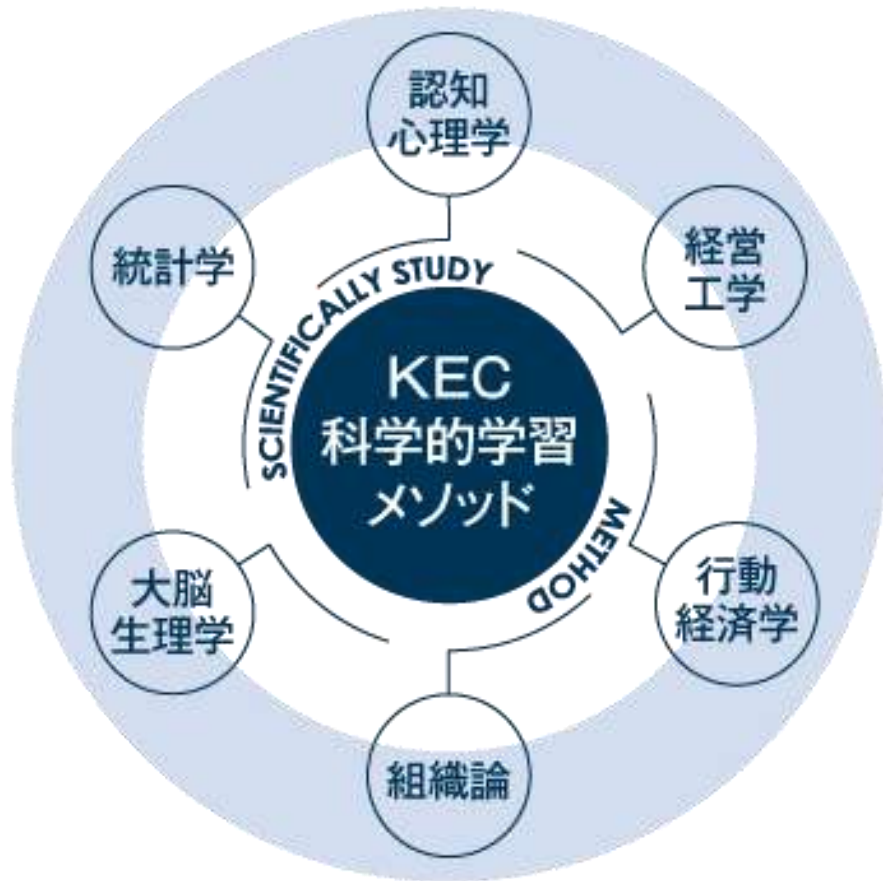 認知
心理学
統計学
経営
工学
SCIENTIFICALLY STUDY
KEC
科学的学習
メソッド
METHOD
大脳
生理学
行動
経済学
組織論